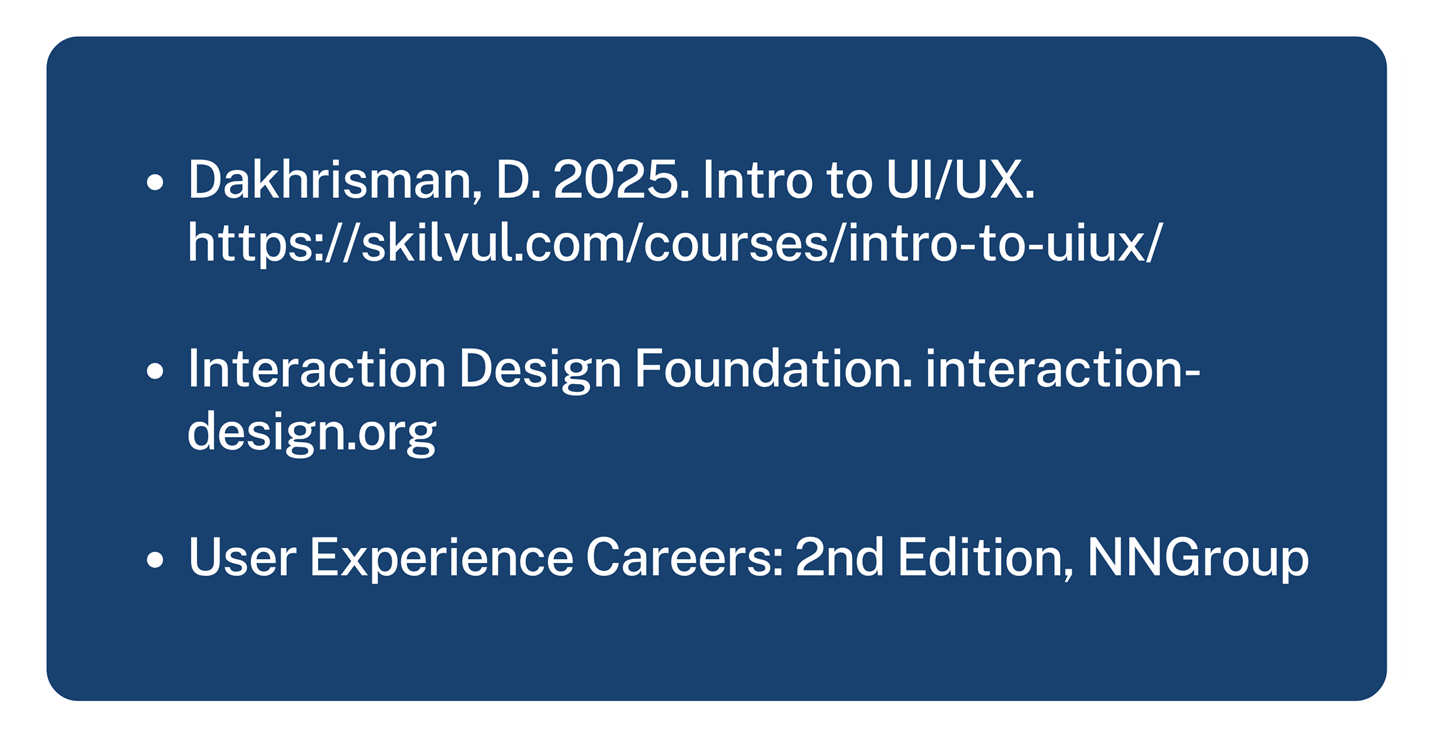 • Dakhrisman, D. 2025. Intro to UI/UX.
https://skilvul.com/courses/intro-to-uiux/
• Interaction Design Foundation. interaction-
design.org
• User Experience Careers: 2nd Edition, NNGroup